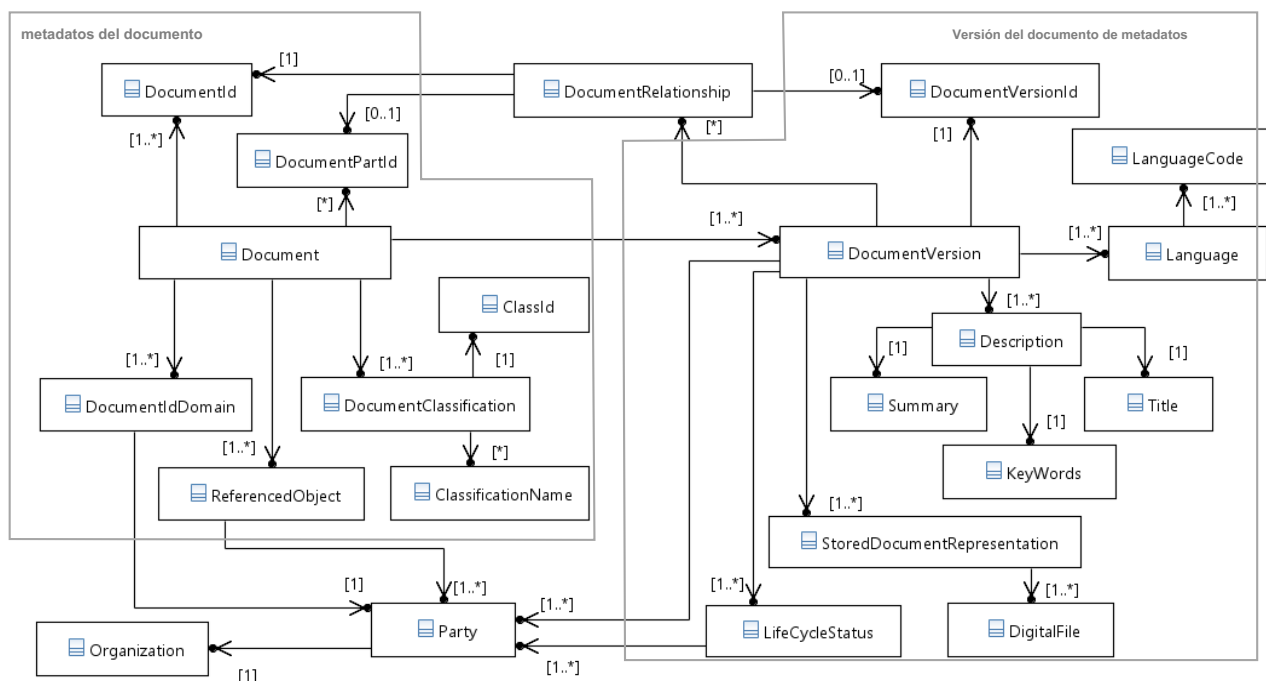 metadatos del documento
Versión del documento de metadatos
[1]
[0..1]
DocumentId
DocumentRelationship
DocumentVersionId
[1..*]
[0..1]
[*]
[1]
DocumentPartId
LanguageCode
[*]
[1..*]
[1..*]
[1..*]
Document
DocumentVersion
Language
ClassId
[1..*]
Description
[1..*]
[1..*]
[1]
[1]
[1]
DocumentIdDomain
DocumentClassification
Summary
Title
[1..*]
[*]
[1]
ReferencedObject
ClassificationName
KeyWords
[1..*]
StoredDocumentRepresentation
[1]
[1..*]
[1..*]
[1..*]
[1..*]
Party
LifeCycleStatus
DigitalFile
Organization
[1]
[1..*]